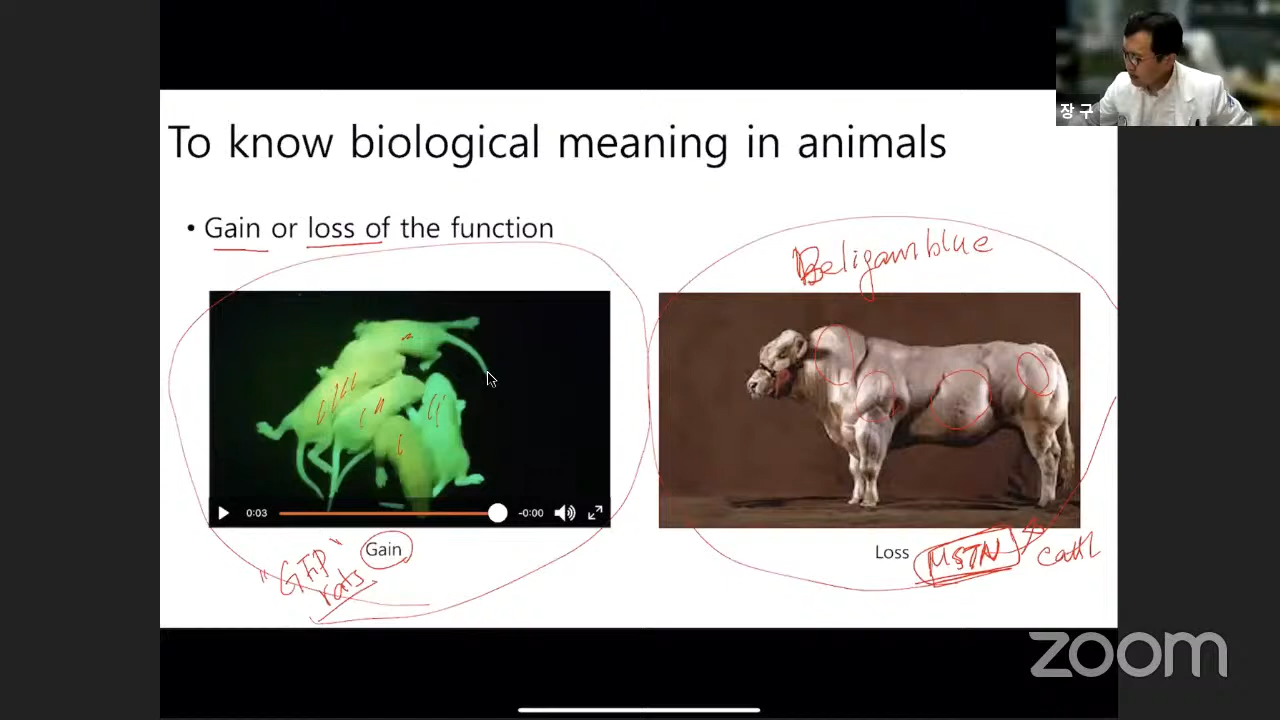 장 구
To know biological meaning in animals
• Gain or loss of the function
Beligamblue
0:03
-0:00
Gain
"GFP"
rats
Loss
MSTN
zoom